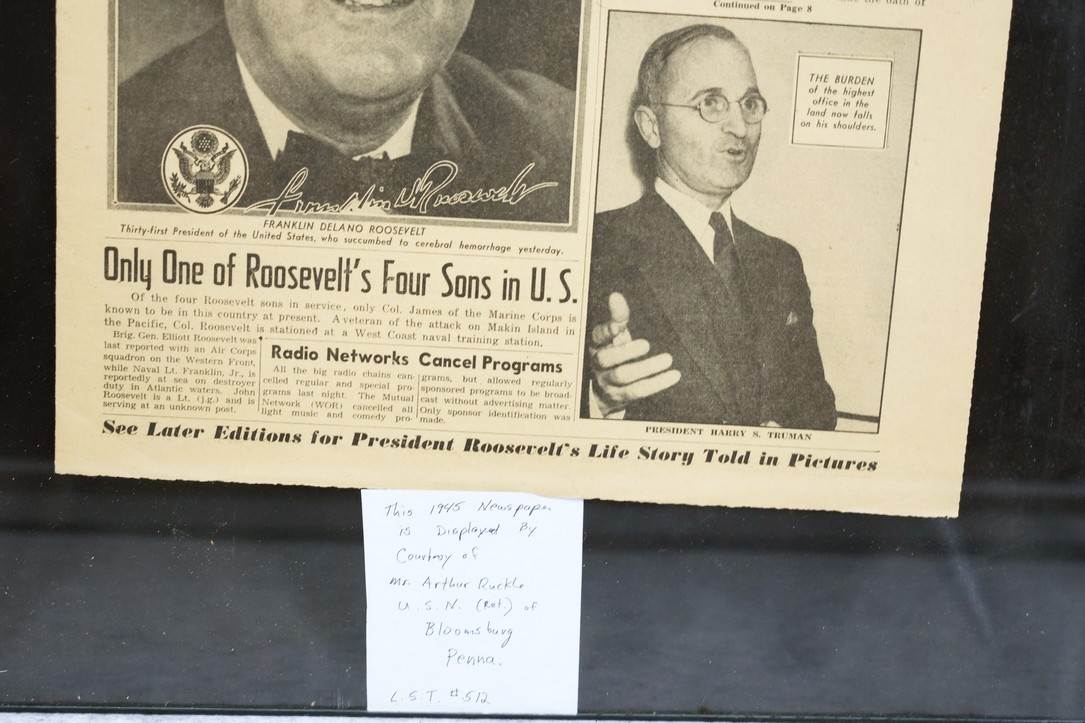 Continued on Page 8
THE BURDEN
of the highest
office in the
land now falls
on his shoulders.
Franklin D Roosevelt
FRANKLIN DELANO ROOSEVELT
Thirty-first President of the United States, who succumbed to cerebral hemorrhage yesterday.
Only One of Roosevelt's Four Sons in U. S.
Of the four Roosevelt sons in service, only Col. James of the Marine Corps is
known to be in this country at present. A veteran of the attack on Makin Island in
the Pacific, Col. Roosevelt is stationed at a West Coast naval training station.
Brig. Gen. Elliott Roosevelt was
last reported with an Air Corps
squadron on the Western Front,
while Naval Lt. Franklin, Jr., is
reportedly at sea on destroyer
duty in Atlantic waters. John
Roosevelt is a Lt. (j.g.) and is
serving at an unknown post.
Radio Networks Cancel Programs
All the big radio chains can-
celled regular and special pro-
grams last night. The Mutual
Network (WOR) cancelled all
light music and comedy pro-
grams, but allowed regularly
sponsored programs to be broad-
cast without advertising matter.
Only sponsor identification was
made.
PRESIDENT HARRY S. TRUMAN
See Later Editions for President Roosevelt's Life Story Told in Pictures
This 1945 Newspaper
is Displayed By
Courtesy of
Mr. Arthur Ruckle
U. S. N. (Ret.) of
Bloomsburg
Penna.
L.S.T. #512